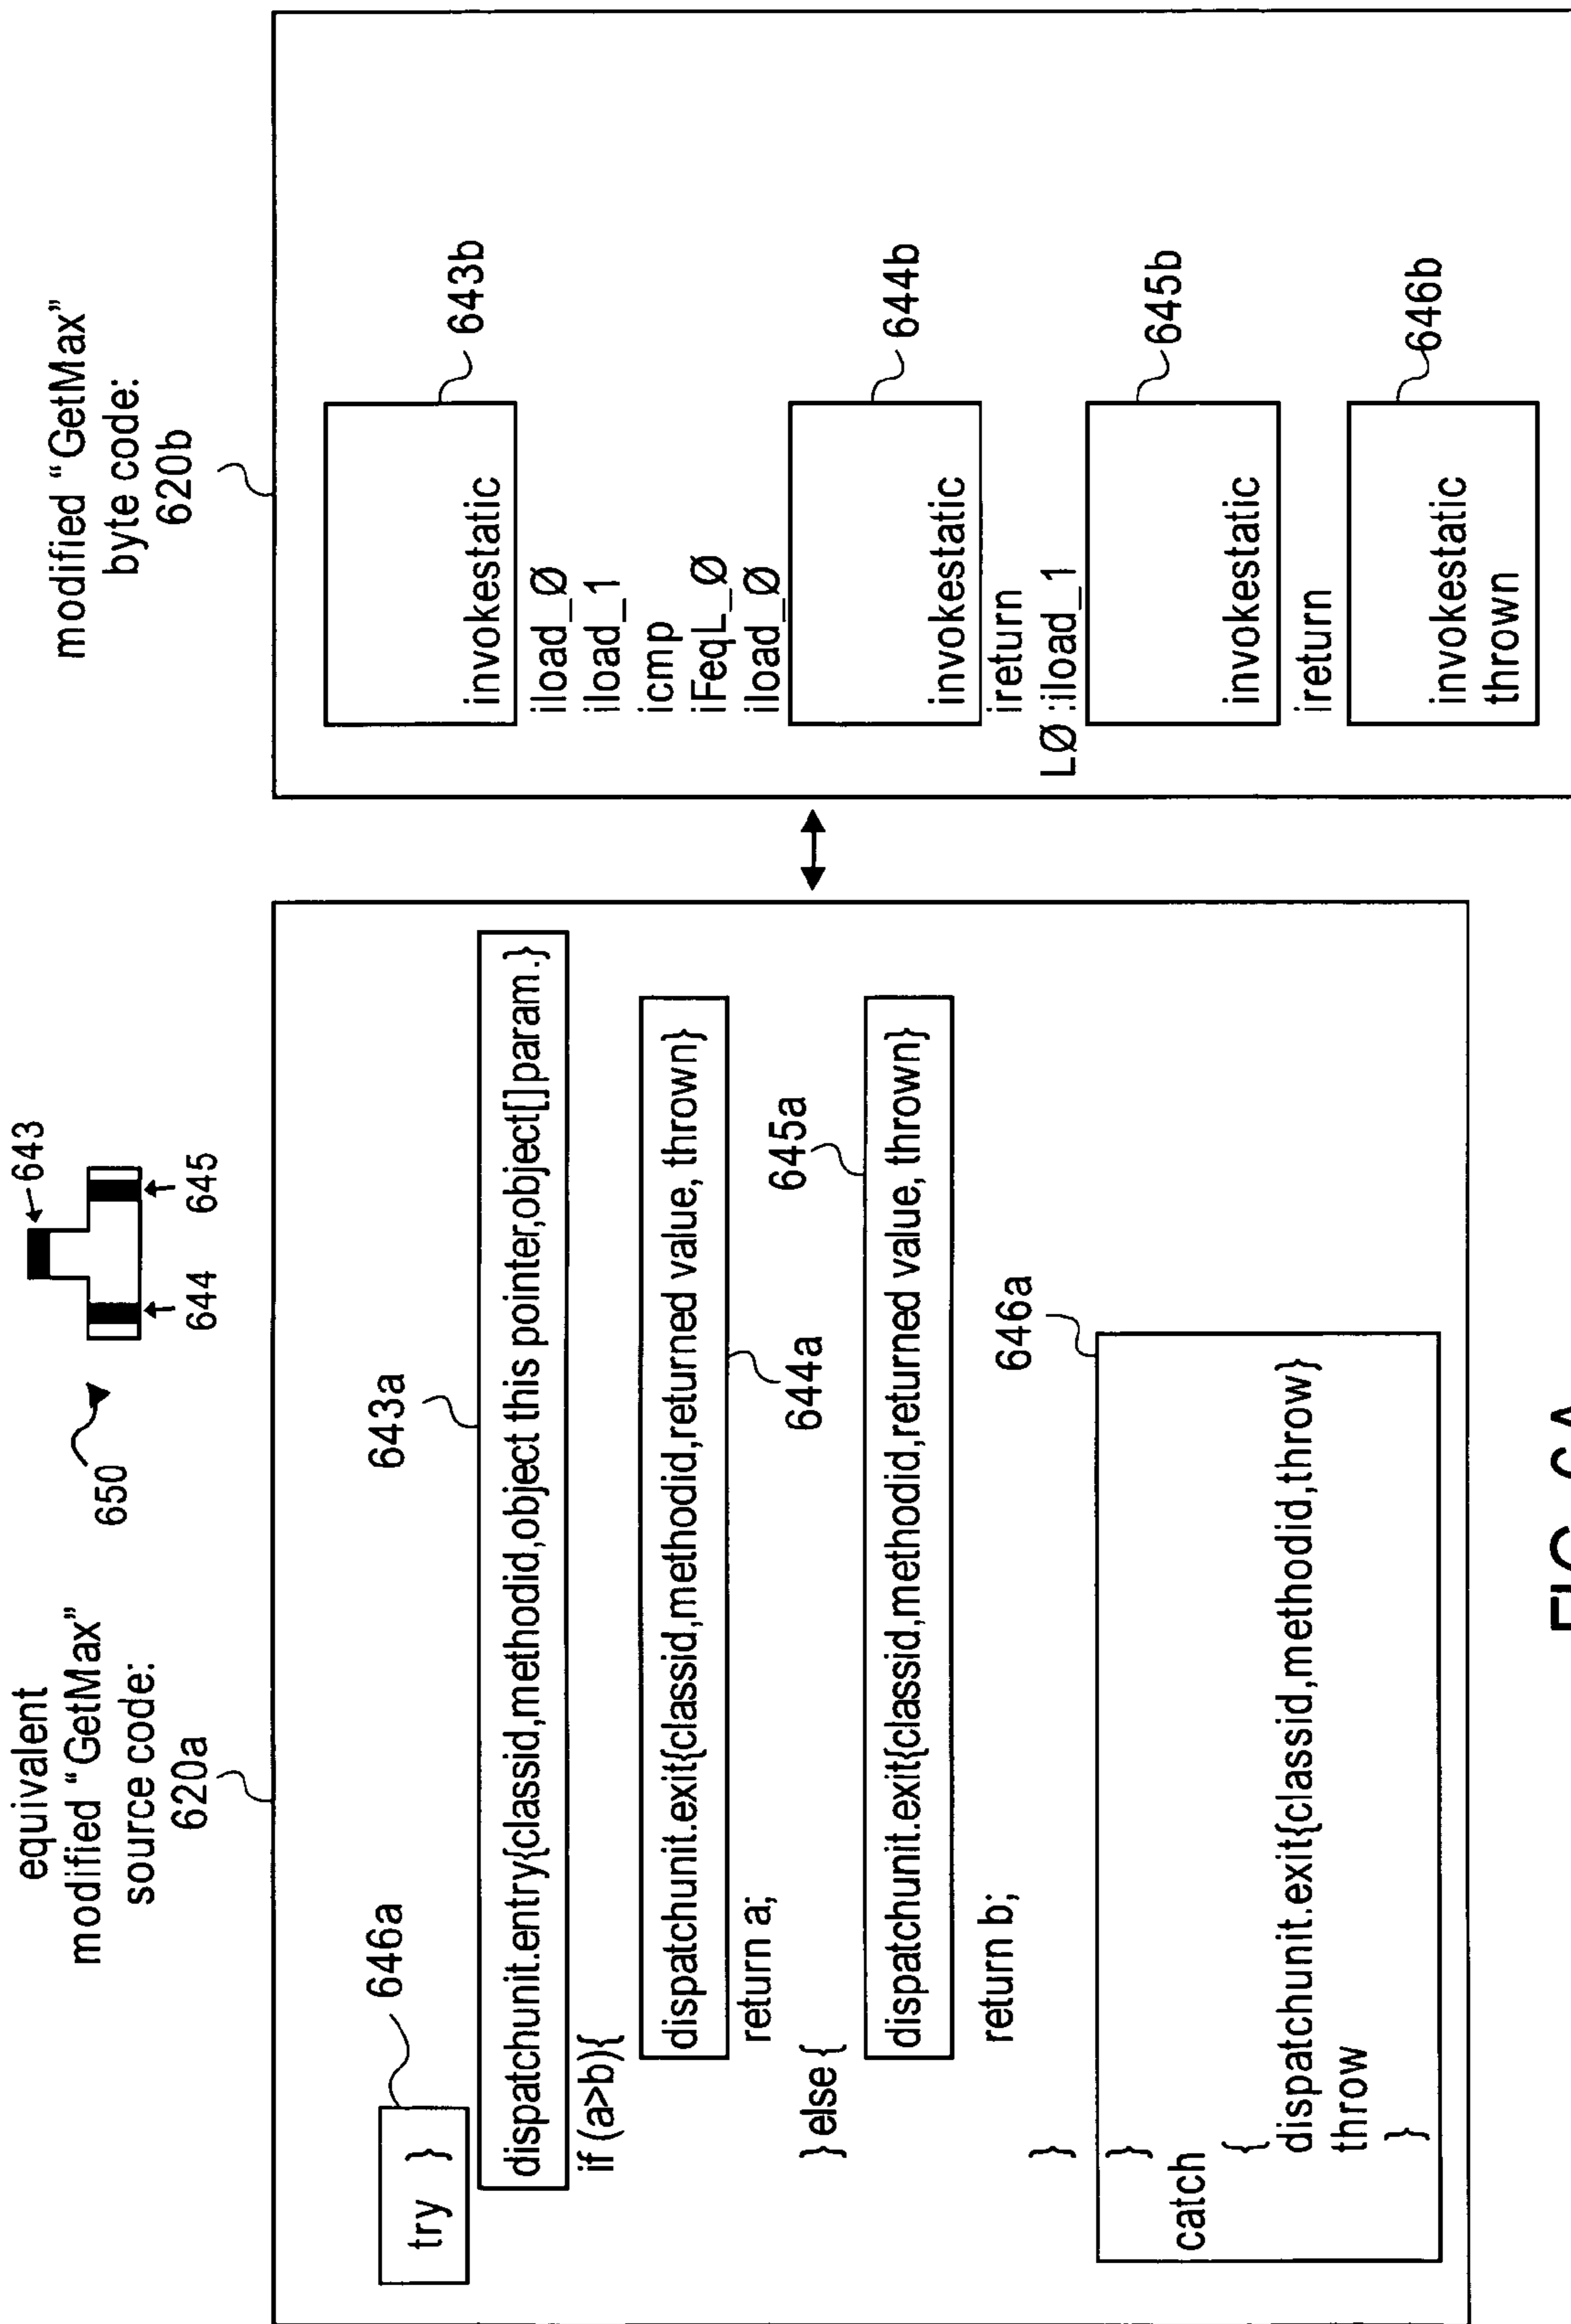 equivalent
modified “GetMax”
source code:
620a
650
643
644
645
646a
try }
643a
dispatchunit.entry{classid,methodid,object this pointer,object[]param.}
if (a>b){
dispatchunit.exit{classid,methodid,returned value, thrown}
644a
return a;
} else {
645a
dispatchunit.exit{classid,methodid,returned value, thrown}
return b;
}
646a
}
catch
{
dispatchunit.exit{classid,methodid,throw}
throw
}
modified “GetMax”
byte code:
620b
invokestatic
643b
iload_Ø
iload_1
icmp
iFeqL_Ø
iload_Ø
invokestatic
644b
ireturn
LØ:iload_1
invokestatic
645b
ireturn
invokestatic
thrown
646b